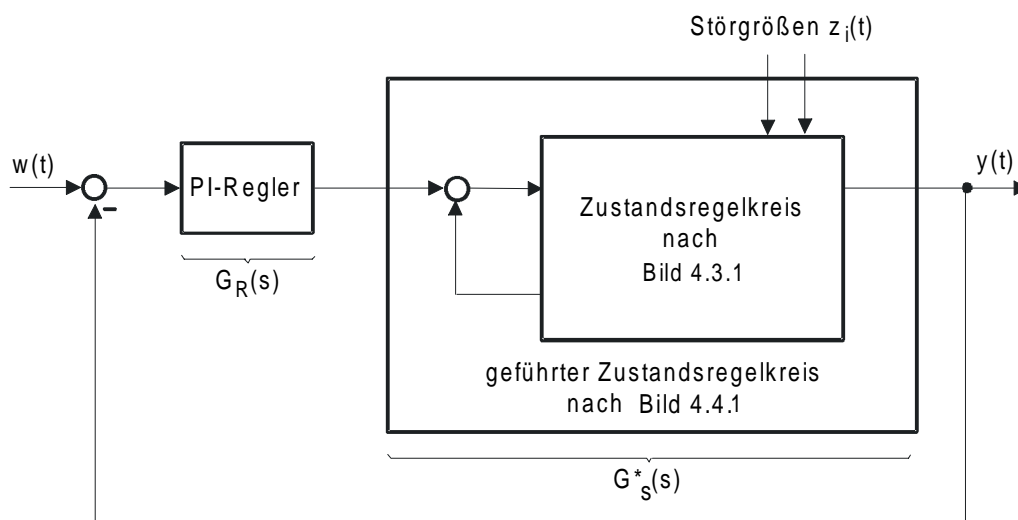 Störgrößen z_i(t)
w(t)
PI-Regler
y(t)
–
Zustandsregelkreis
nach
Bild 4.3.1
G_R(s)
geführter Zustandsregelkreis
nach Bild 4.4.1
G*_s(s)